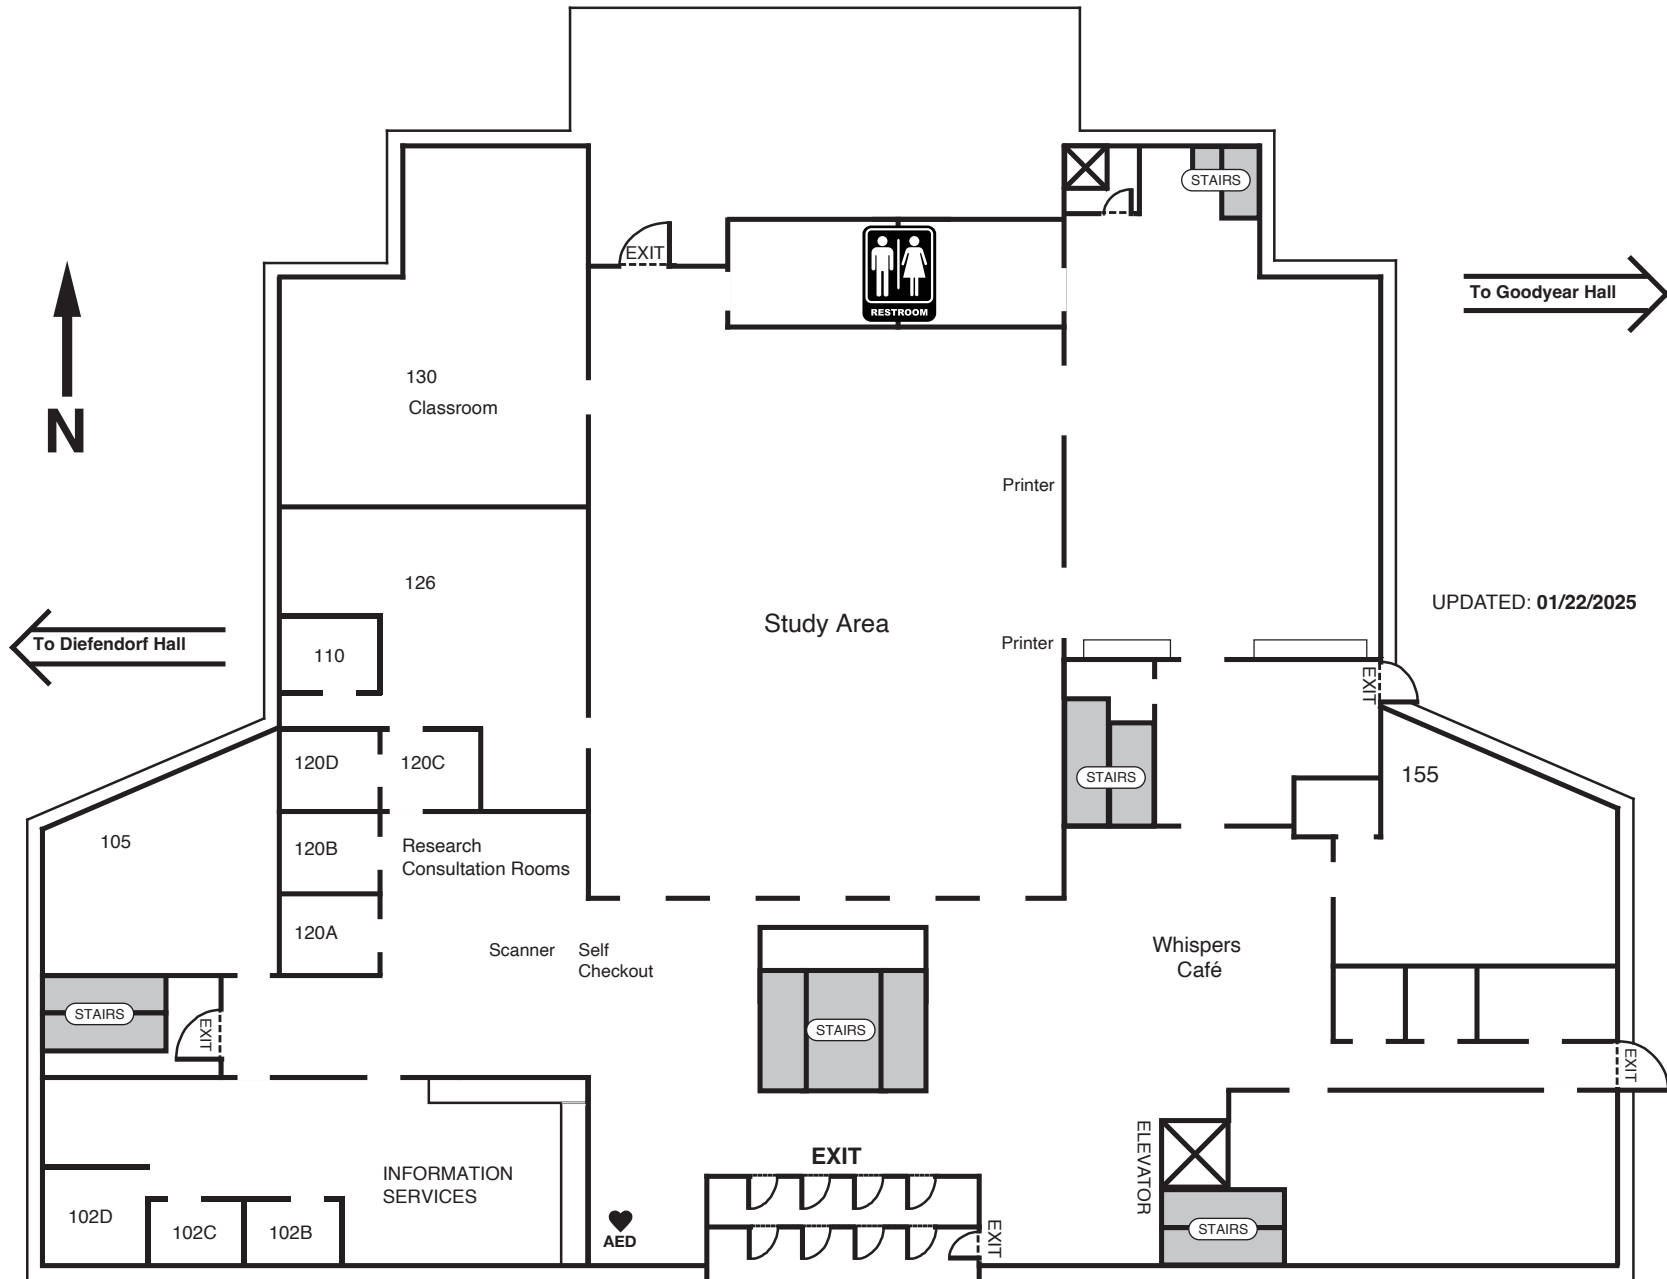 STAIRS
EXIT
RESTROOM
To Goodyear Hall
N
130
Classroom
Printer
126
UPDATED: 01/22/2025
Study Area
To Diefendorf Hall
110
Printer
EXIT
120D
120C
STAIRS
155
105
120B
Research
Consultation Rooms
120A
Scanner
Self
Checkout
Whispers
Café
STAIRS
EXIT
STAIRS
EXIT
EXIT
ELEVATOR
INFORMATION
SERVICES
102D
102C
102B
AED
EXIT
STAIRS